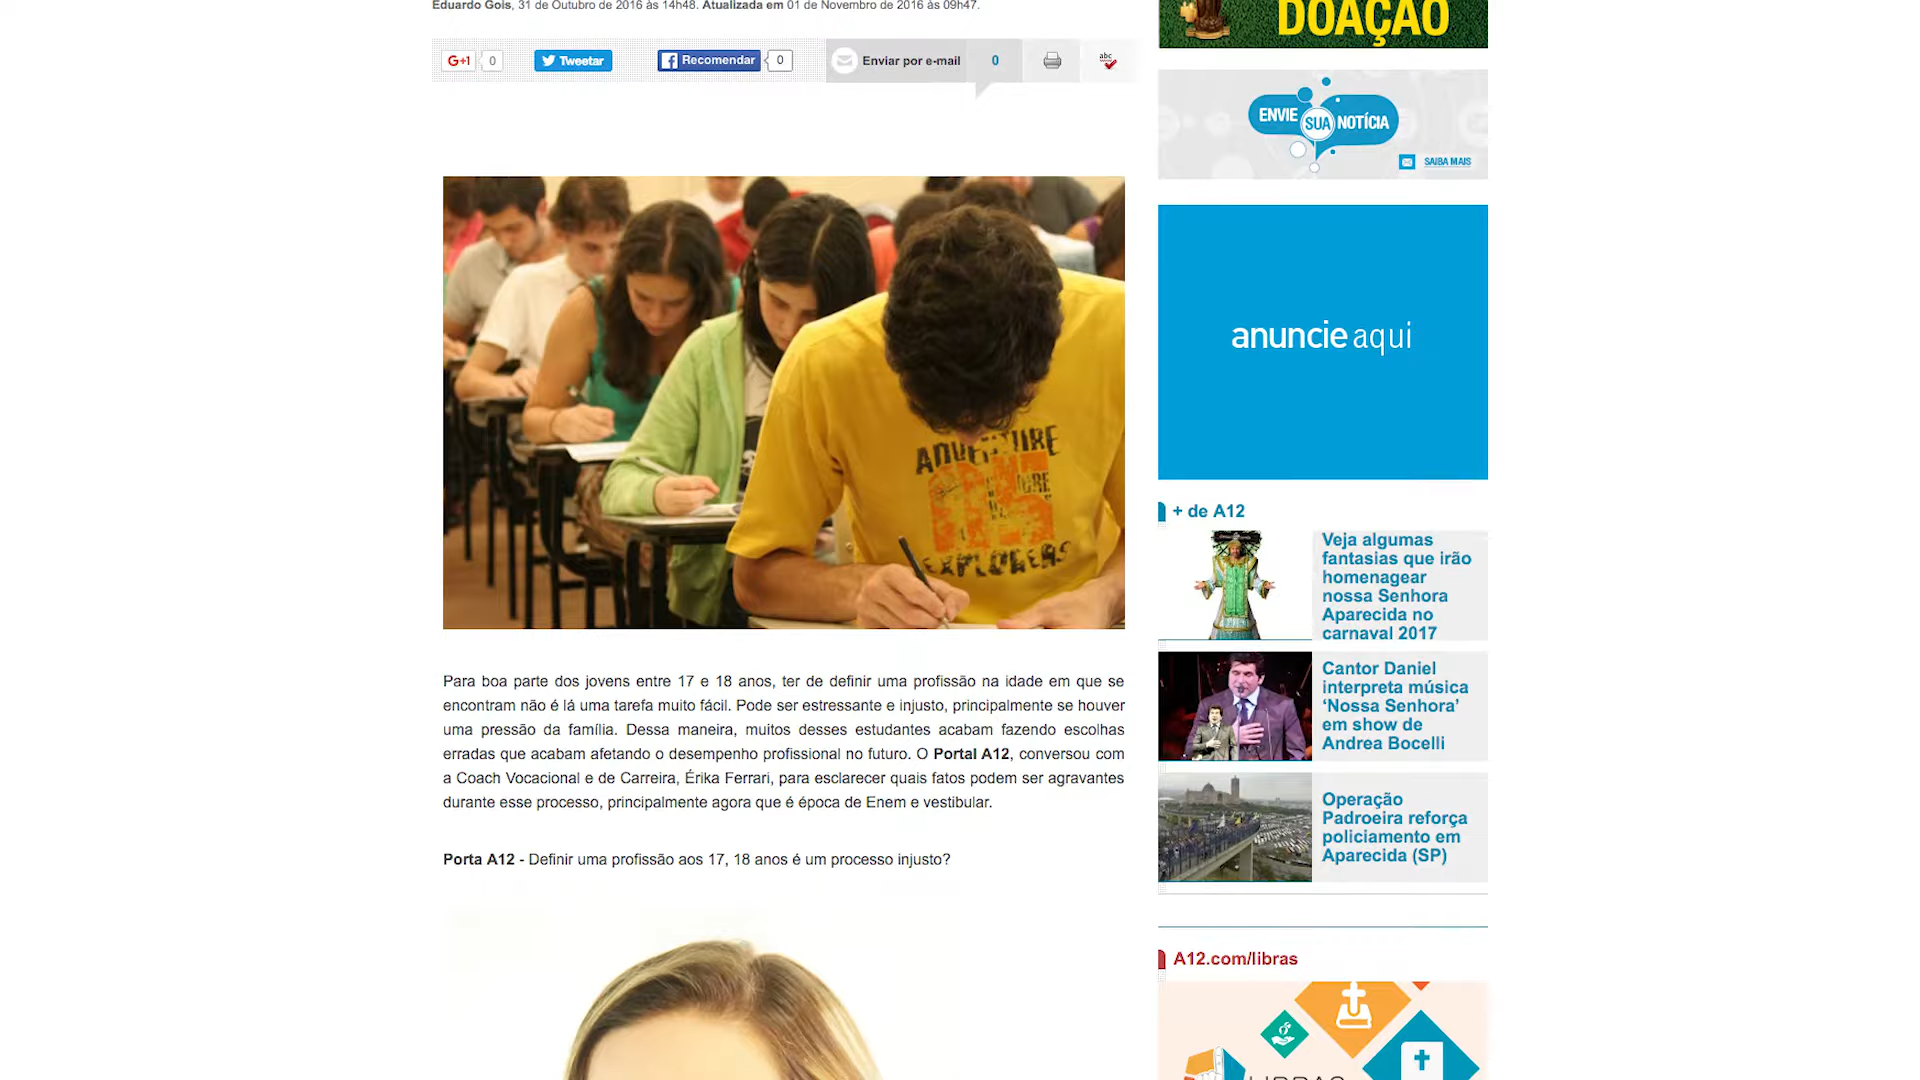 Eduardo Gois, 31 de Outubro de 2016 às 14h48. Atualizada em 01 de Novembro de 2016 às 09h47.
G+1 0
Tweetar
Recomendar 0
Enviar por e-mail 0
abc
ADVENTURE
05
EXPLORERS
Para boa parte dos jovens entre 17 e 18 anos, ter de definir uma profissão na idade em que se
encontram não é lá uma tarefa muito fácil. Pode ser estressante e injusto, principalmente se houver
uma pressão da família. Dessa maneira, muitos desses estudantes acabam fazendo escolhas
erradas que acabam afetando o desempenho profissional no futuro. O Portal A12, conversou com
a Coach Vocacional e de Carreira, Érika Ferrari, para esclarecer quais fatos podem ser agravantes
durante esse processo, principalmente agora que é época de Enem e vestibular.
Porta A12 - Definir uma profissão aos 17, 18 anos é um processo injusto?
DOAÇÃO
ENVIE SUA NOTÍCIA
SAIBA MAIS
anuncie aqui
+ de A12
Veja algumas
fantasias que irão
homenagear
nossa Senhora
Aparecida no
carnaval 2017
Cantor Daniel
interpreta música
‘Nossa Senhora’
em show de
Andrea Bocelli
Operação
Padroeira reforça
policiamento em
Aparecida (SP)
A12.com/libras
LIBRAS